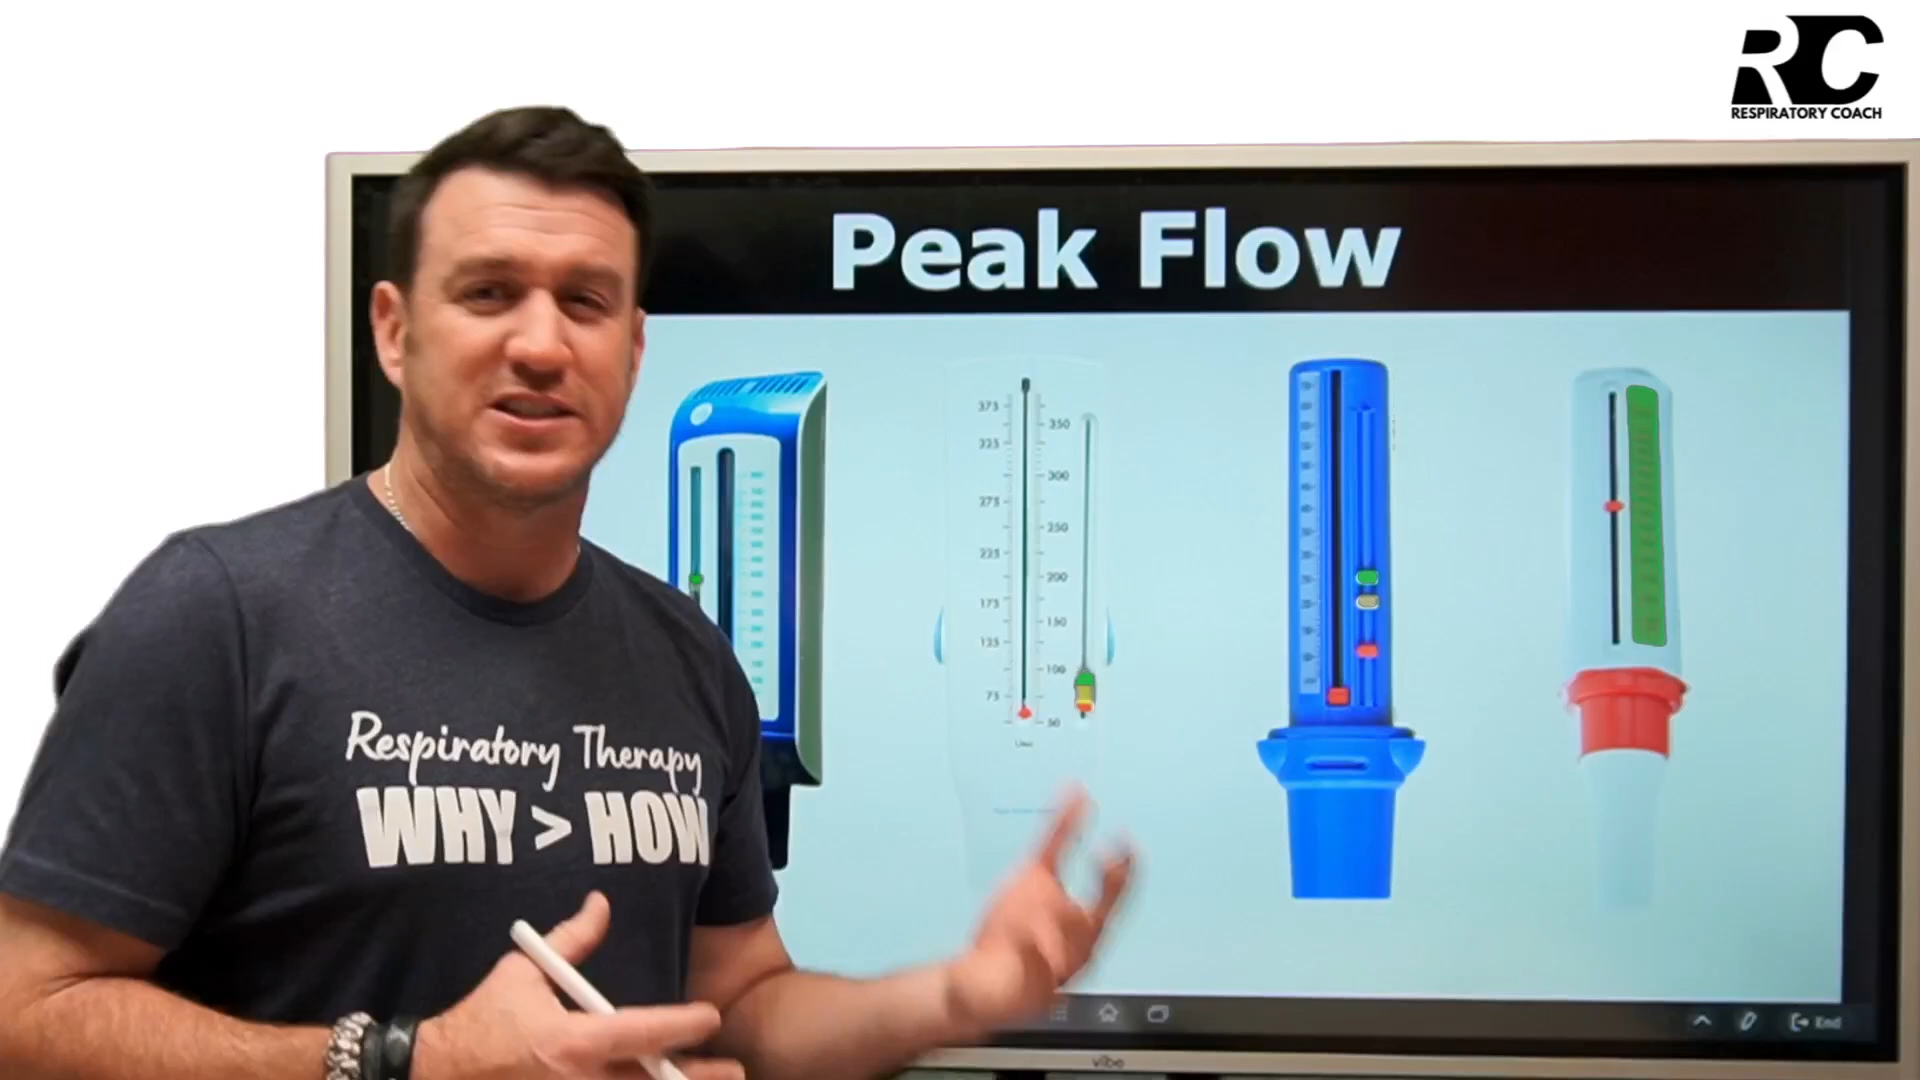 RC
RESPIRATORY COACH
Peak Flow
375
325
275
225
175
125
75
350
300
250
200
150
100
50
Respiratory Therapy
WHY > HOW
End
vibe